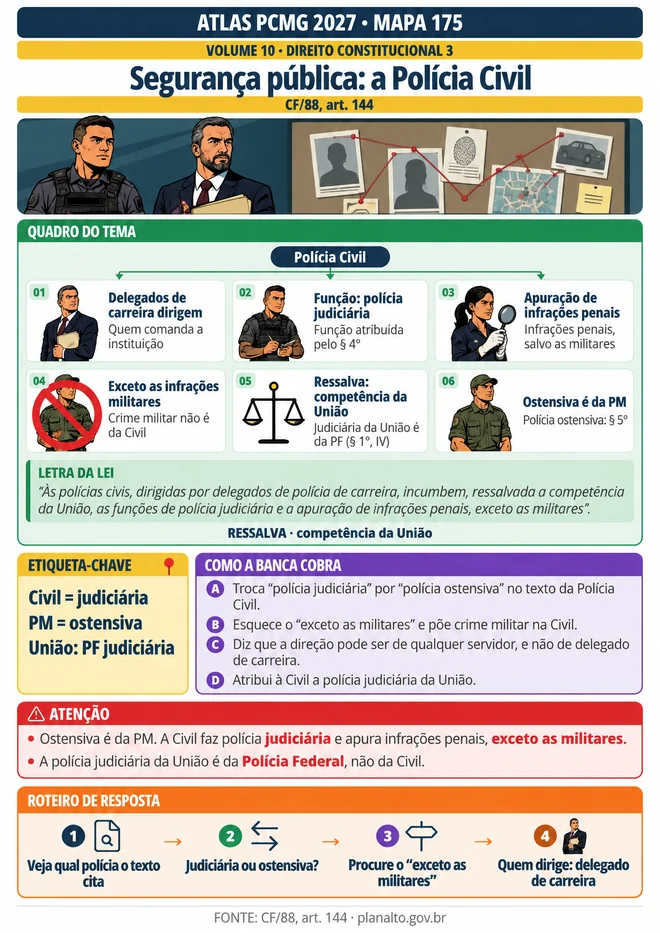 ATLAS PCMG 2027 • MAPA 175
VOLUME 10 • DIREITO CONSTITUCIONAL 3
Segurança pública: a Polícia Civil
CF/88, art. 144
QUADRO DO TEMA
Polícia Civil
01
Delegados de
carreira dirigem
Quem comanda a
instituição
02
Função: polícia
judiciária
Função atribuída
pelo § 4°
03
Apuração de
infrações penais
Infrações penais,
salvo as militares
04
Exceto as infrações
militares
Crime militar não é
da Civil
05
Ressalva:
competência da
União
Judiciária da União é
da PF (§ 1°, IV)
06
Ostensiva é da PM
Polícia ostensiva: § 5°
LETRA DA LEI
“Às polícias civis, dirigidas por delegados de polícia de carreira, incumbem, ressalvada a competência
da União, as funções de polícia judiciária e a apuração de infrações penais, exceto as militares”.
RESSALVA • competência da União
ETIQUETA-CHAVE
Civil = judiciária
PM = ostensiva
União: PF judiciária
COMO A BANCA COBRA
A Troca “polícia judiciária” por “polícia ostensiva” no texto da Polícia
Civil.
B Esquece o “exceto as militares” e põe crime militar na Civil.
C Diz que a direção pode ser de qualquer servidor, e não de delegado
de carreira.
D Atribui à Civil a polícia judiciária da União.
ATENÇÃO
• Ostensiva é da PM. A Civil faz polícia judiciária e apura infrações penais, exceto as militares.
• A polícia judiciária da União é da Polícia Federal, não da Civil.
ROTEIRO DE RESPOSTA
1
Veja qual polícia o texto
cita
2
Judiciária ou ostensiva?
3
Procure o “exceto as
militares”
4
Quem dirige: delegado
de carreira
FONTE: CF/88, art. 144 • planalto.gov.br